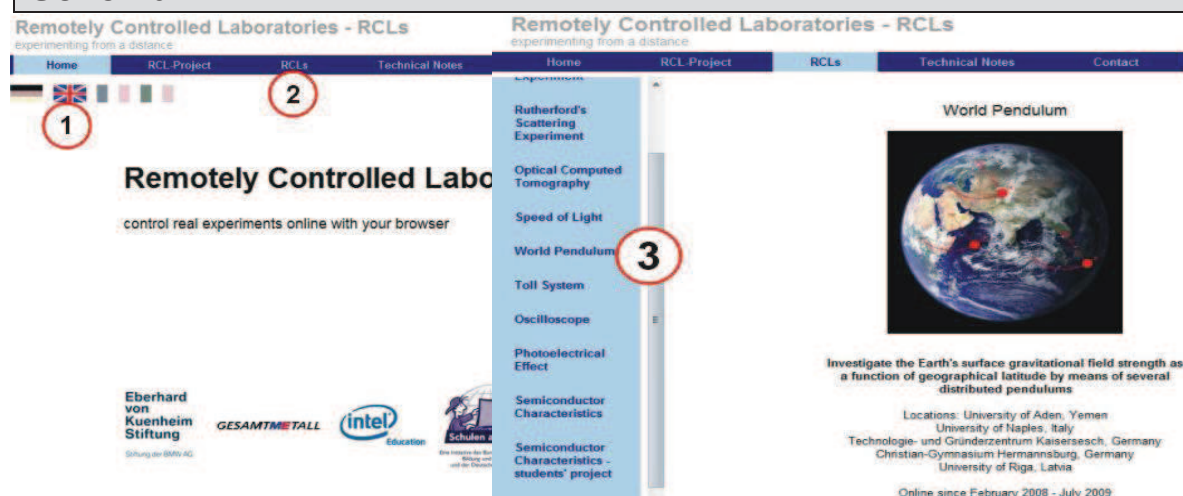 Remotely Controlled Laboratories - RCLs
experimenting from a distance
Home RCL-Project RCLs Technical Notes
1
2
Remotely Controlled Labo
control real experiments online with your browser
Eberhard
von
Kuenheim
Stiftung
Stiftung der BMW AG
GESAMTMETALL
intel
Education
Schulen a
Remotely Controlled Laboratories - RCLs
experimenting from a distance
Home RCL-Project RCLs Technical Notes Contact
Experiment
Rutherford's
Scattering
Experiment
Optical Computed
Tomography
Speed of Light
World Pendulum
3
Toll System
Oscilloscope
Photoelectrical
Effect
Semiconductor
Characteristics
Semiconductor
Characteristics -
students' project
World Pendulum
Investigate the Earth's surface gravitational field strength as
a function of geographical latitude by means of several
distributed pendulums
Locations: University of Aden, Yemen
University of Naples, Italy
Technologie- und Gründerzentrum Kaisersesch, Germany
Christian-Gymnasium Hermannsburg, Germany
University of Riga, Latvia
Online since February 2008 - July 2009